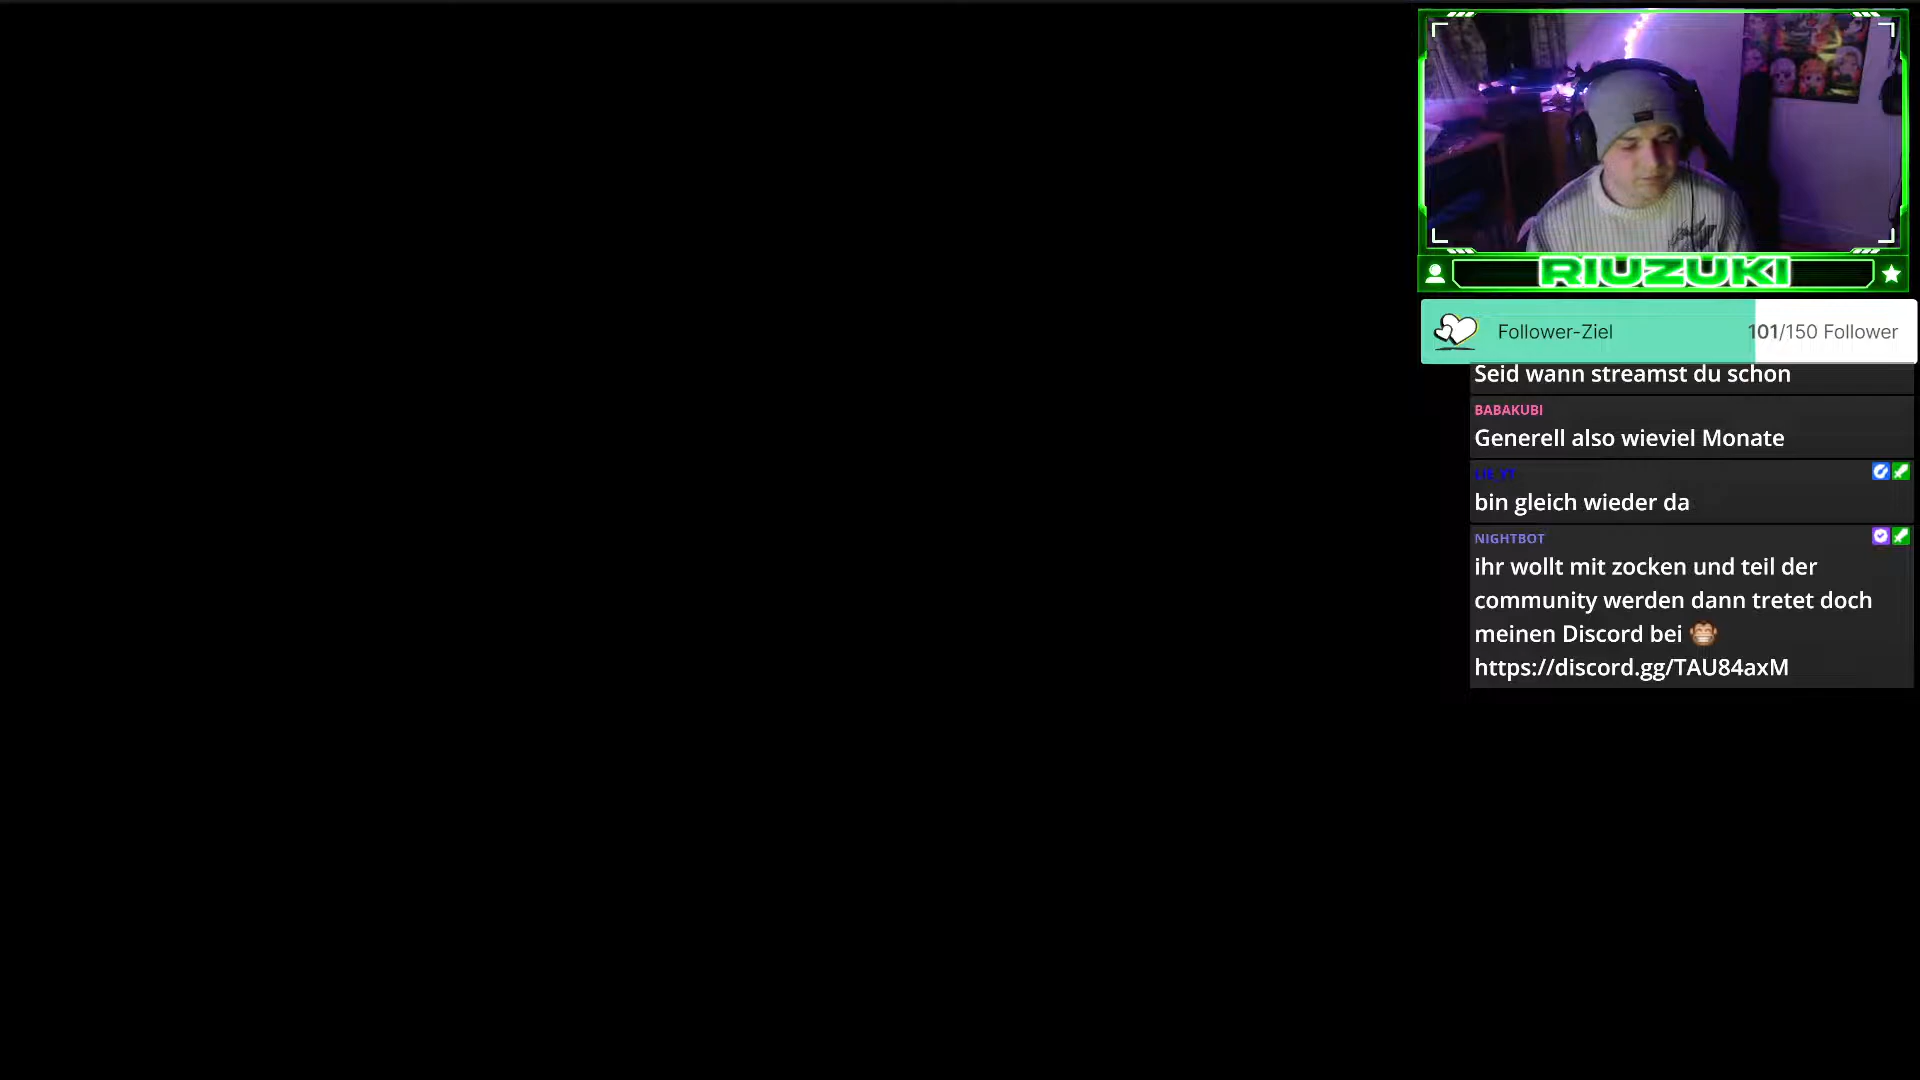 RIUZUKI
Follower-Ziel
101/150 Follower
Seid wann streamst du schon
BABAKUBI
Generell also wieviel Monate
LIE_YT
bin gleich wieder da
NIGHTBOT
ihr wollt mit zocken und teil der
community werden dann tretet doch
meinen Discord bei
https://discord.gg/TAU84axM